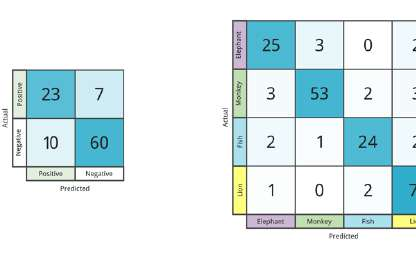 Actual
Positive
23 7
Negative
10 60
Positive Negative
Predicted
Actual
Elephant
25 3 0
Monkey
3 53 2
Fish
2 1 24
Lion
1 0 2 7
Elephant Monkey Fish
Predicted